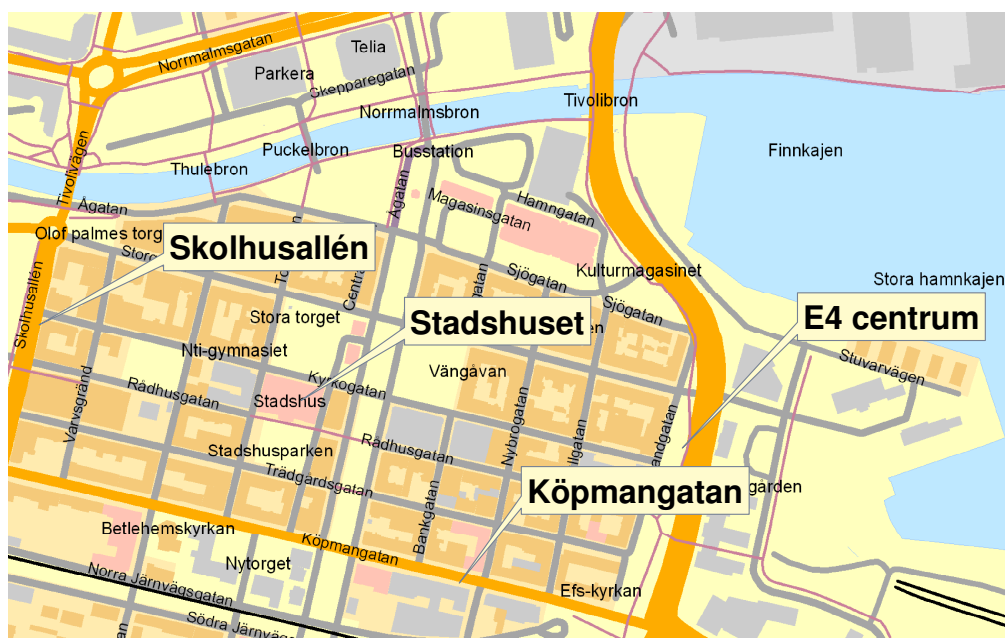 Telia
Normalmsgatan
Parkera
Skepparegatan
Tivolibron
Norrmalmsbron
Finnkajen
Puckelbron
Busstation
Thulebron
Tivolivägen
Ågatan
Ågatan
Hamngatan
Magasinsgatan
Olof palmes torg
Skolhusallén
Sjögatan
Kulturmagasinet
Stora hamnkajen
Skolhusallén
Stora torget
Stadshuset
Sjögatan
E4 centrum
Nti-gymnasiet
Vängåvan
Stuvarvägen
Kyrkogatan
Rådhusgatan
Stadshus
Varvsgränd
Nybrogatan
Rådhusgatan
Stadshusparken
Trädgårdsgatan
Köpmangatan
Bankgatan
Betlehemskyrkan
Köpmangatan
Nytorget
Norra Järnvägsgatan
Efs-kyrkan
Södra Järnvägs